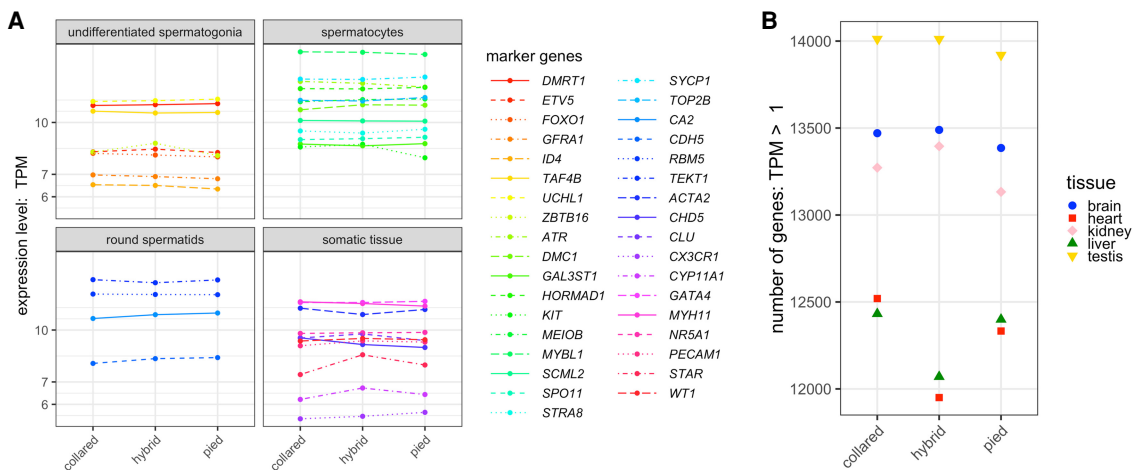 A
undifferentiated spermatogonia
spermatocytes
10
7
6
round spermatids
somatic tissue
10
7
6
expression level: TPM
collared
hybrid
pied
collared
hybrid
pied
marker genes
DMRT1
ETV5
FOXO1
GFRA1
ID4
TAF4B
UCHL1
ZBTB16
ATR
DMC1
GAL3ST1
HORMAD1
KIT
MEIOB
MYBL1
SCML2
SPO11
STRA8
SYCP1
TOP2B
CA2
CDH5
RBM5
TEKT1
ACTA2
CHD5
CLU
CX3CR1
CYP11A1
GATA4
MYH11
NR5A1
PECAM1
STAR
WT1
B
number of genes: TPM > 1
14000
13500
13000
12500
12000
collared
hybrid
pied
tissue
brain
heart
kidney
liver
testis